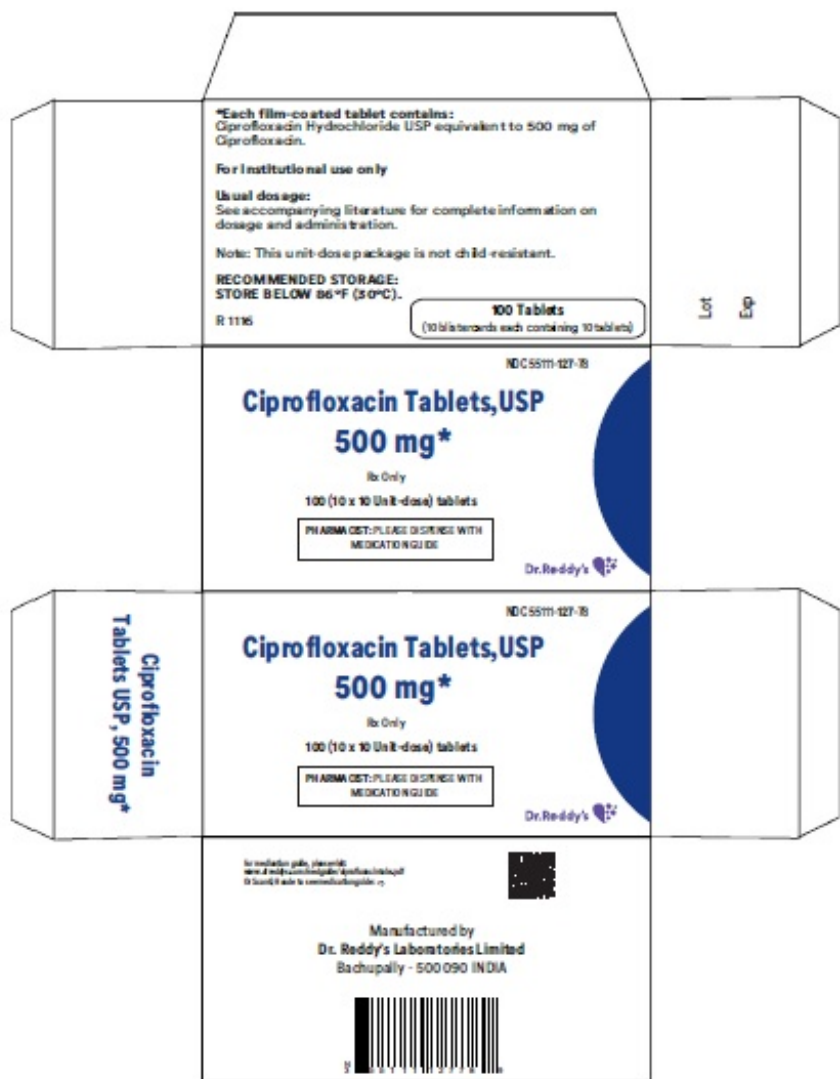 *Each film-coated tablet contains:
Ciprofloxacin Hydrochloride USP equivalent to 500 mg of
Ciprofloxacin.
For Institutional use only
Usual dosage:
See accompanying literature for complete information on
dosage and administration.
Note: This unit-dose package is not child-resistant.
RECOMMENDED STORAGE:
STORE BELOW 86°F (30°C).
R 1116
100 Tablets
(10 blistercards each containing 10 tablets)
Lot
Exp
NDC 55111-127-78
Ciprofloxacin Tablets,USP
500 mg*
Rx Only
100 (10 x 10 Unit-dose) tablets
PHARMACIST: PLEASE DISPENSE WITH
MEDICATION GUIDE
Dr.Reddy's
Ciprofloxacin
Tablets USP, 500 mg*
NDC 55111-127-78
Ciprofloxacin Tablets,USP
500 mg*
Rx Only
100 (10 x 10 Unit-dose) tablets
PHARMACIST: PLEASE DISPENSE WITH
MEDICATION GUIDE
Dr.Reddy's
For medication guide, please visit:
Manufactured by
Dr. Reddy's Laboratories Limited
Bachupally - 500 090 INDIA